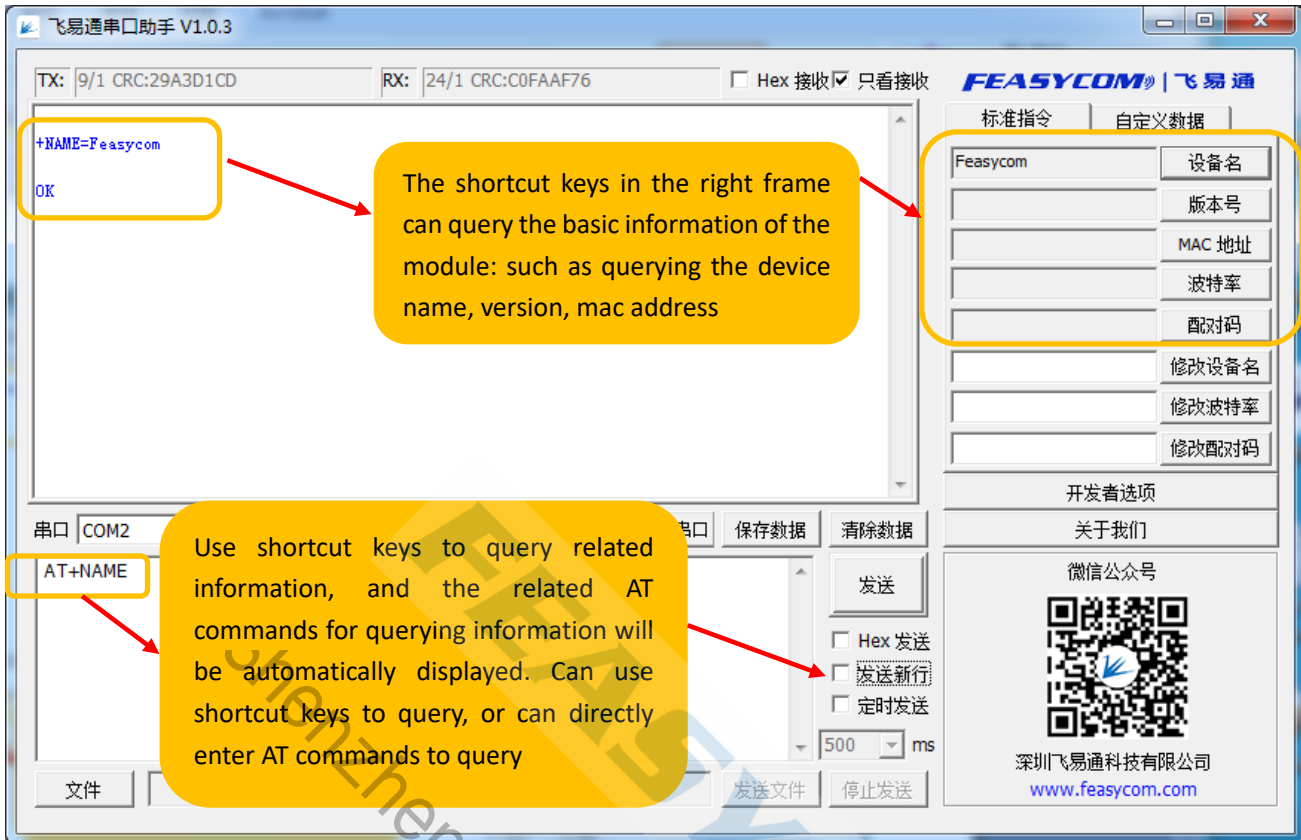 飞易通串口助手 V1.0.3
TX: 9/1 CRC:29A3D1CD RX: 24/1 CRC:C0FAAF76 Hex 接收 只看接收
FEASYCOM | 飞易通
标准指令 自定义数据
+NAME=Feasycom
OK
The shortcut keys in the right frame
can query the basic information of the
module: such as querying the device
name, version, mac address
Feasycom 设备名
版本号
MAC 地址
波特率
配对码
修改设备名
修改波特率
修改配对码
开发者选项
关于我们
串口 COM2 串口 保存数据 清除数据
AT+NAME
Use shortcut keys to query related
information, and the related AT
commands for querying information will
be automatically displayed. Can use
shortcut keys to query, or can directly
enter AT commands to query
发送
Hex 发送
发送新行
定时发送
500 ms
文件 发送文件 停止发送
微信公众号
深圳飞易通科技有限公司
www.feasycom.com
Shenzhen
FEASY